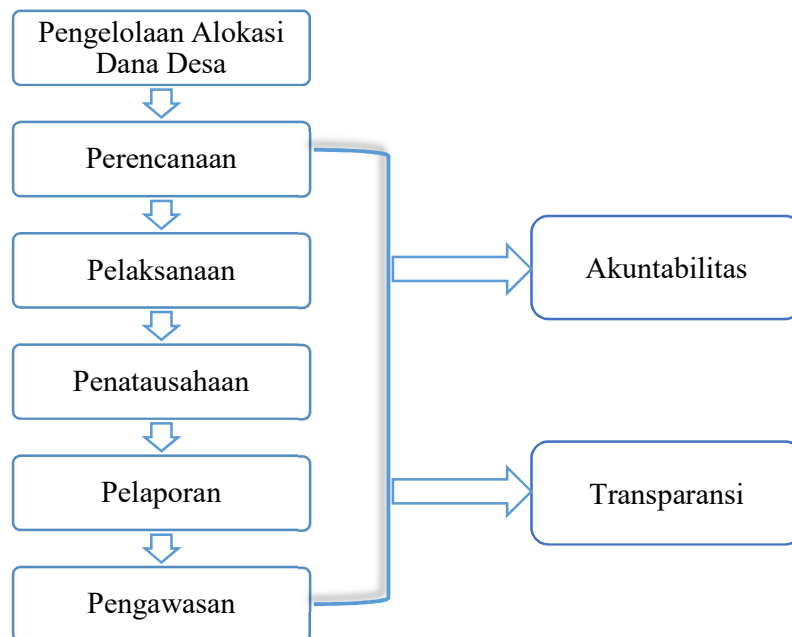 Pengelolaan Alokasi
Dana Desa
Perencanaan
Pelaksanaan
Penatausahaan
Pelaporan
Pengawasan
Akuntabilitas
Transparansi